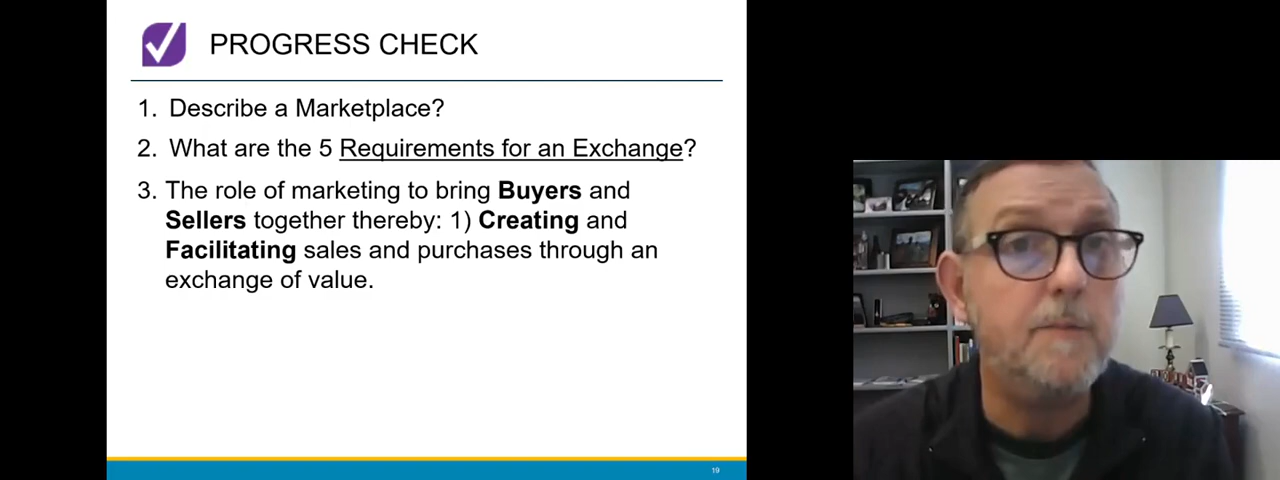 PROGRESS CHECK
1. Describe a Marketplace?
2. What are the 5 Requirements for an Exchange?
3. The role of marketing to bring Buyers and
Sellers together thereby: 1) Creating and
Facilitating sales and purchases through an
exchange of value.
19